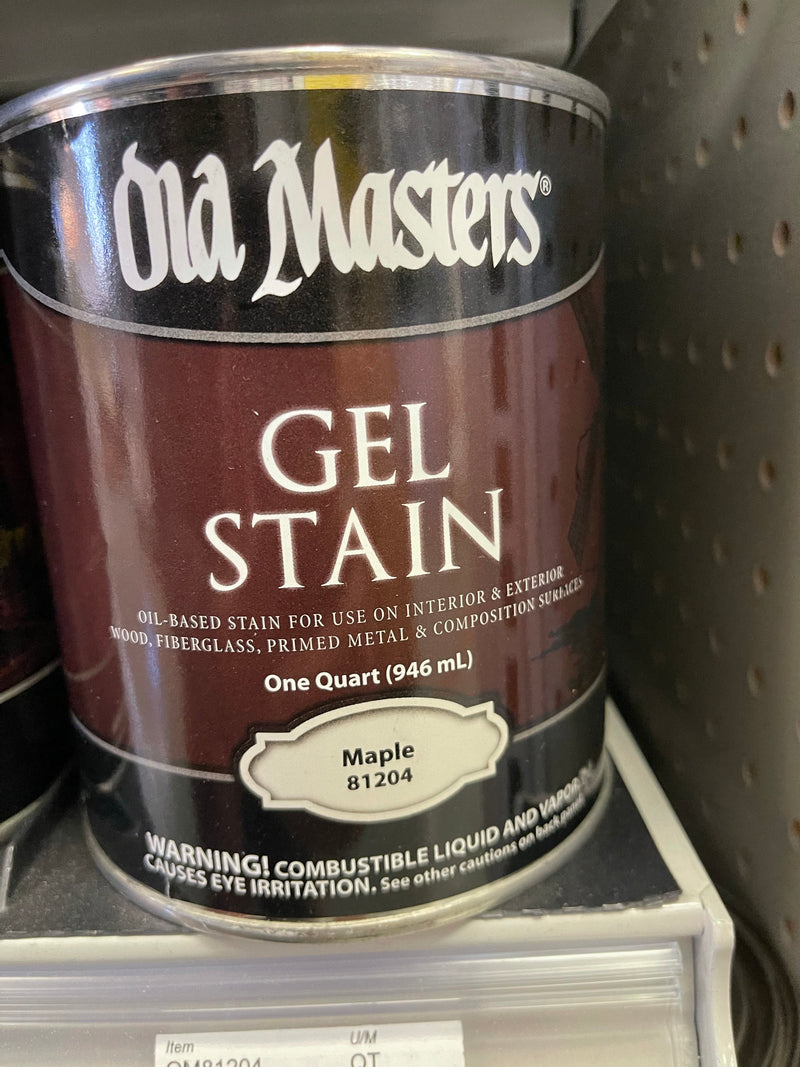 Old Masters®
GEL
STAIN
OIL-BASED STAIN FOR USE ON INTERIOR & EXTERIOR
WOOD, FIBERGLASS, PRIMED METAL & COMPOSITION SURFACES
One Quart (946 mL)
Maple
81204
WARNING! COMBUSTIBLE LIQUID AND VAPOR.
CAUSES EYE IRRITATION. See other cautions on back panel.
Item U/M
OM81204 QT